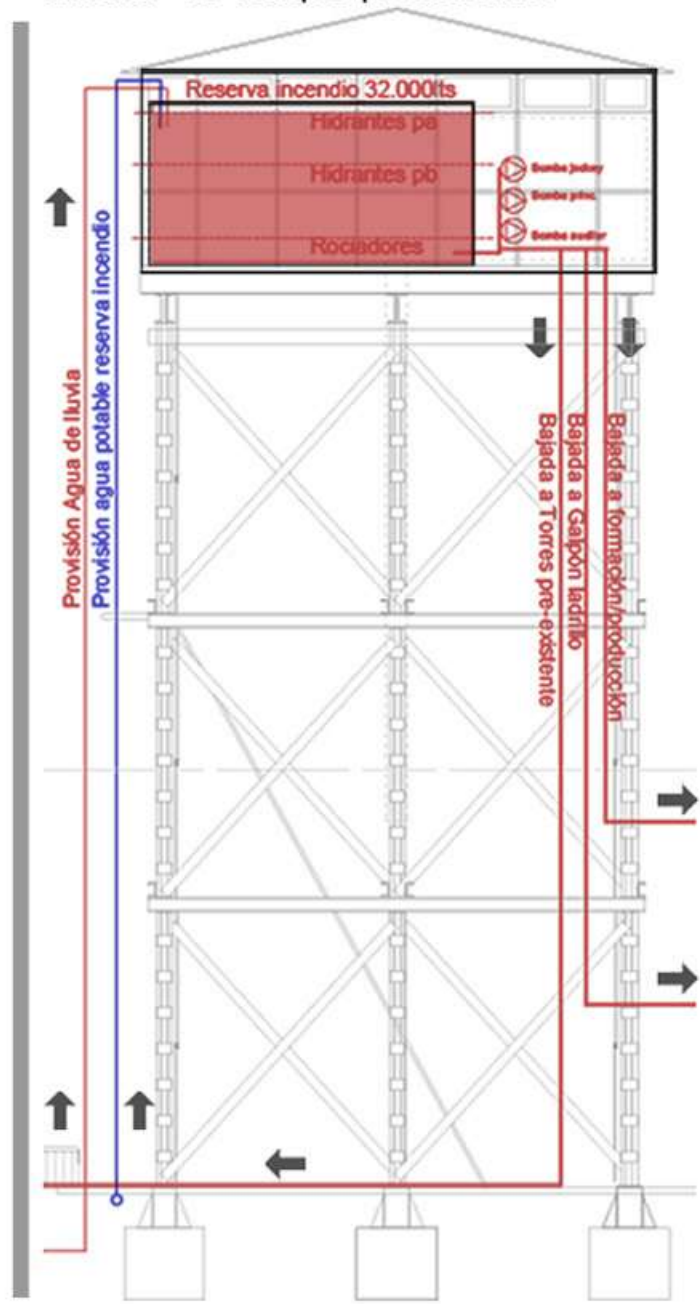 Reserva incendio 32.000lts
Hidrantes pa
Hidrantes pb
Rociadores
Bomba jockey
Bomba princ.
Bomba auxiliar
Provisión Agua de lluvia
Provisión agua potable reserva incendio
Bajada a Torres pre-existente
Bajada a Galpón ladrillo
Bajada a formación/producción